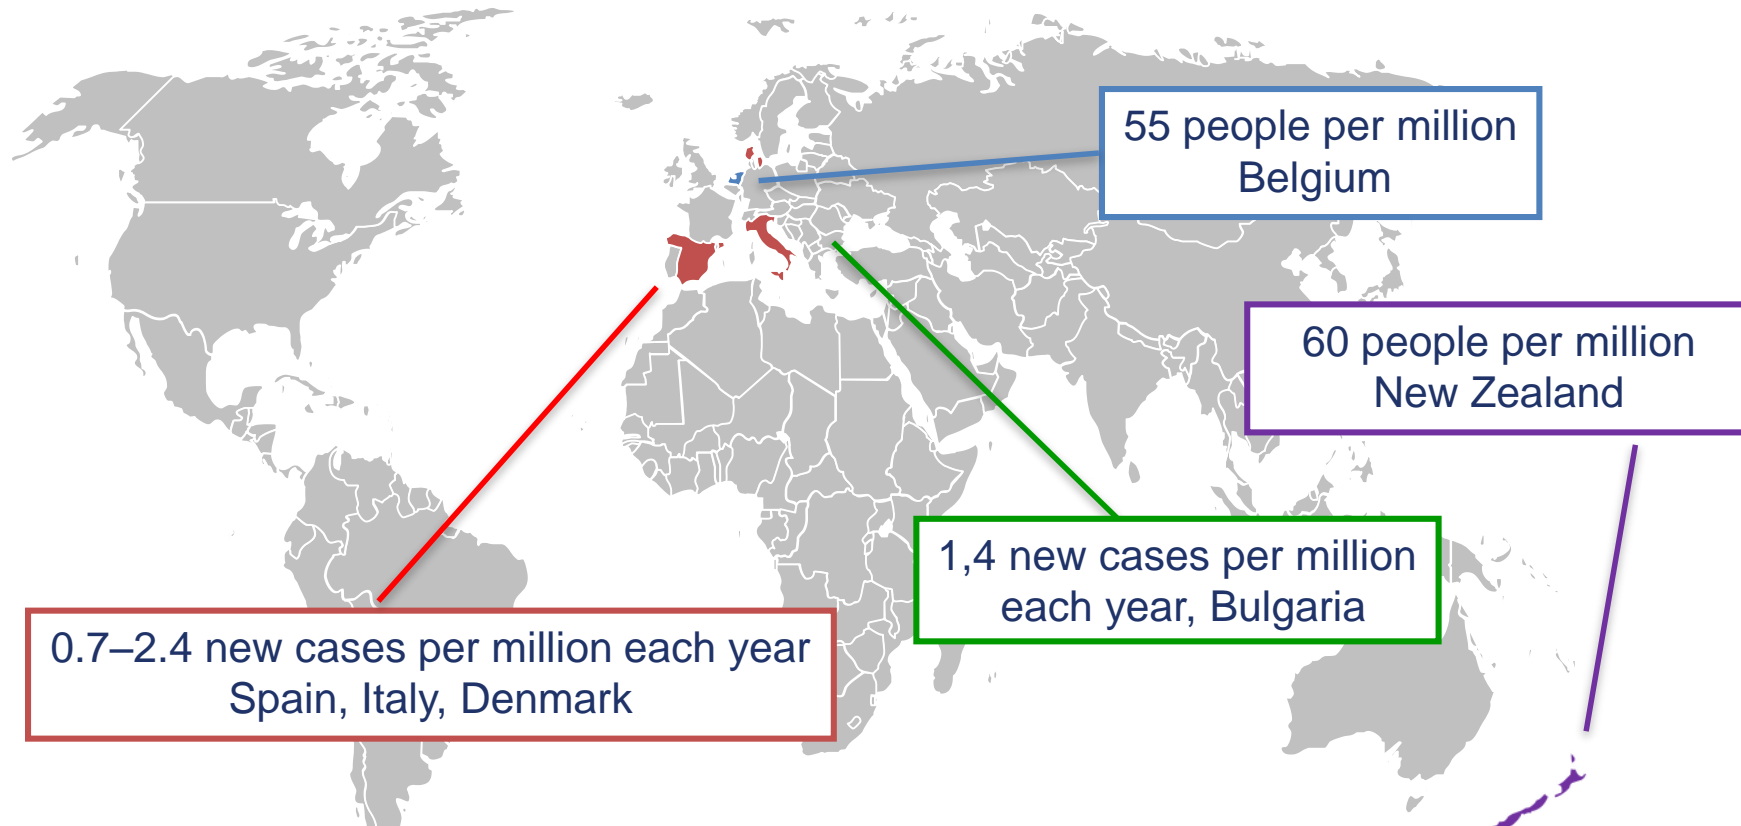 55 people per million
Belgium
60 people per million
New Zealand
1,4 new cases per million
each year, Bulgaria
0.7–2.4 new cases per million each year
Spain, Italy, Denmark